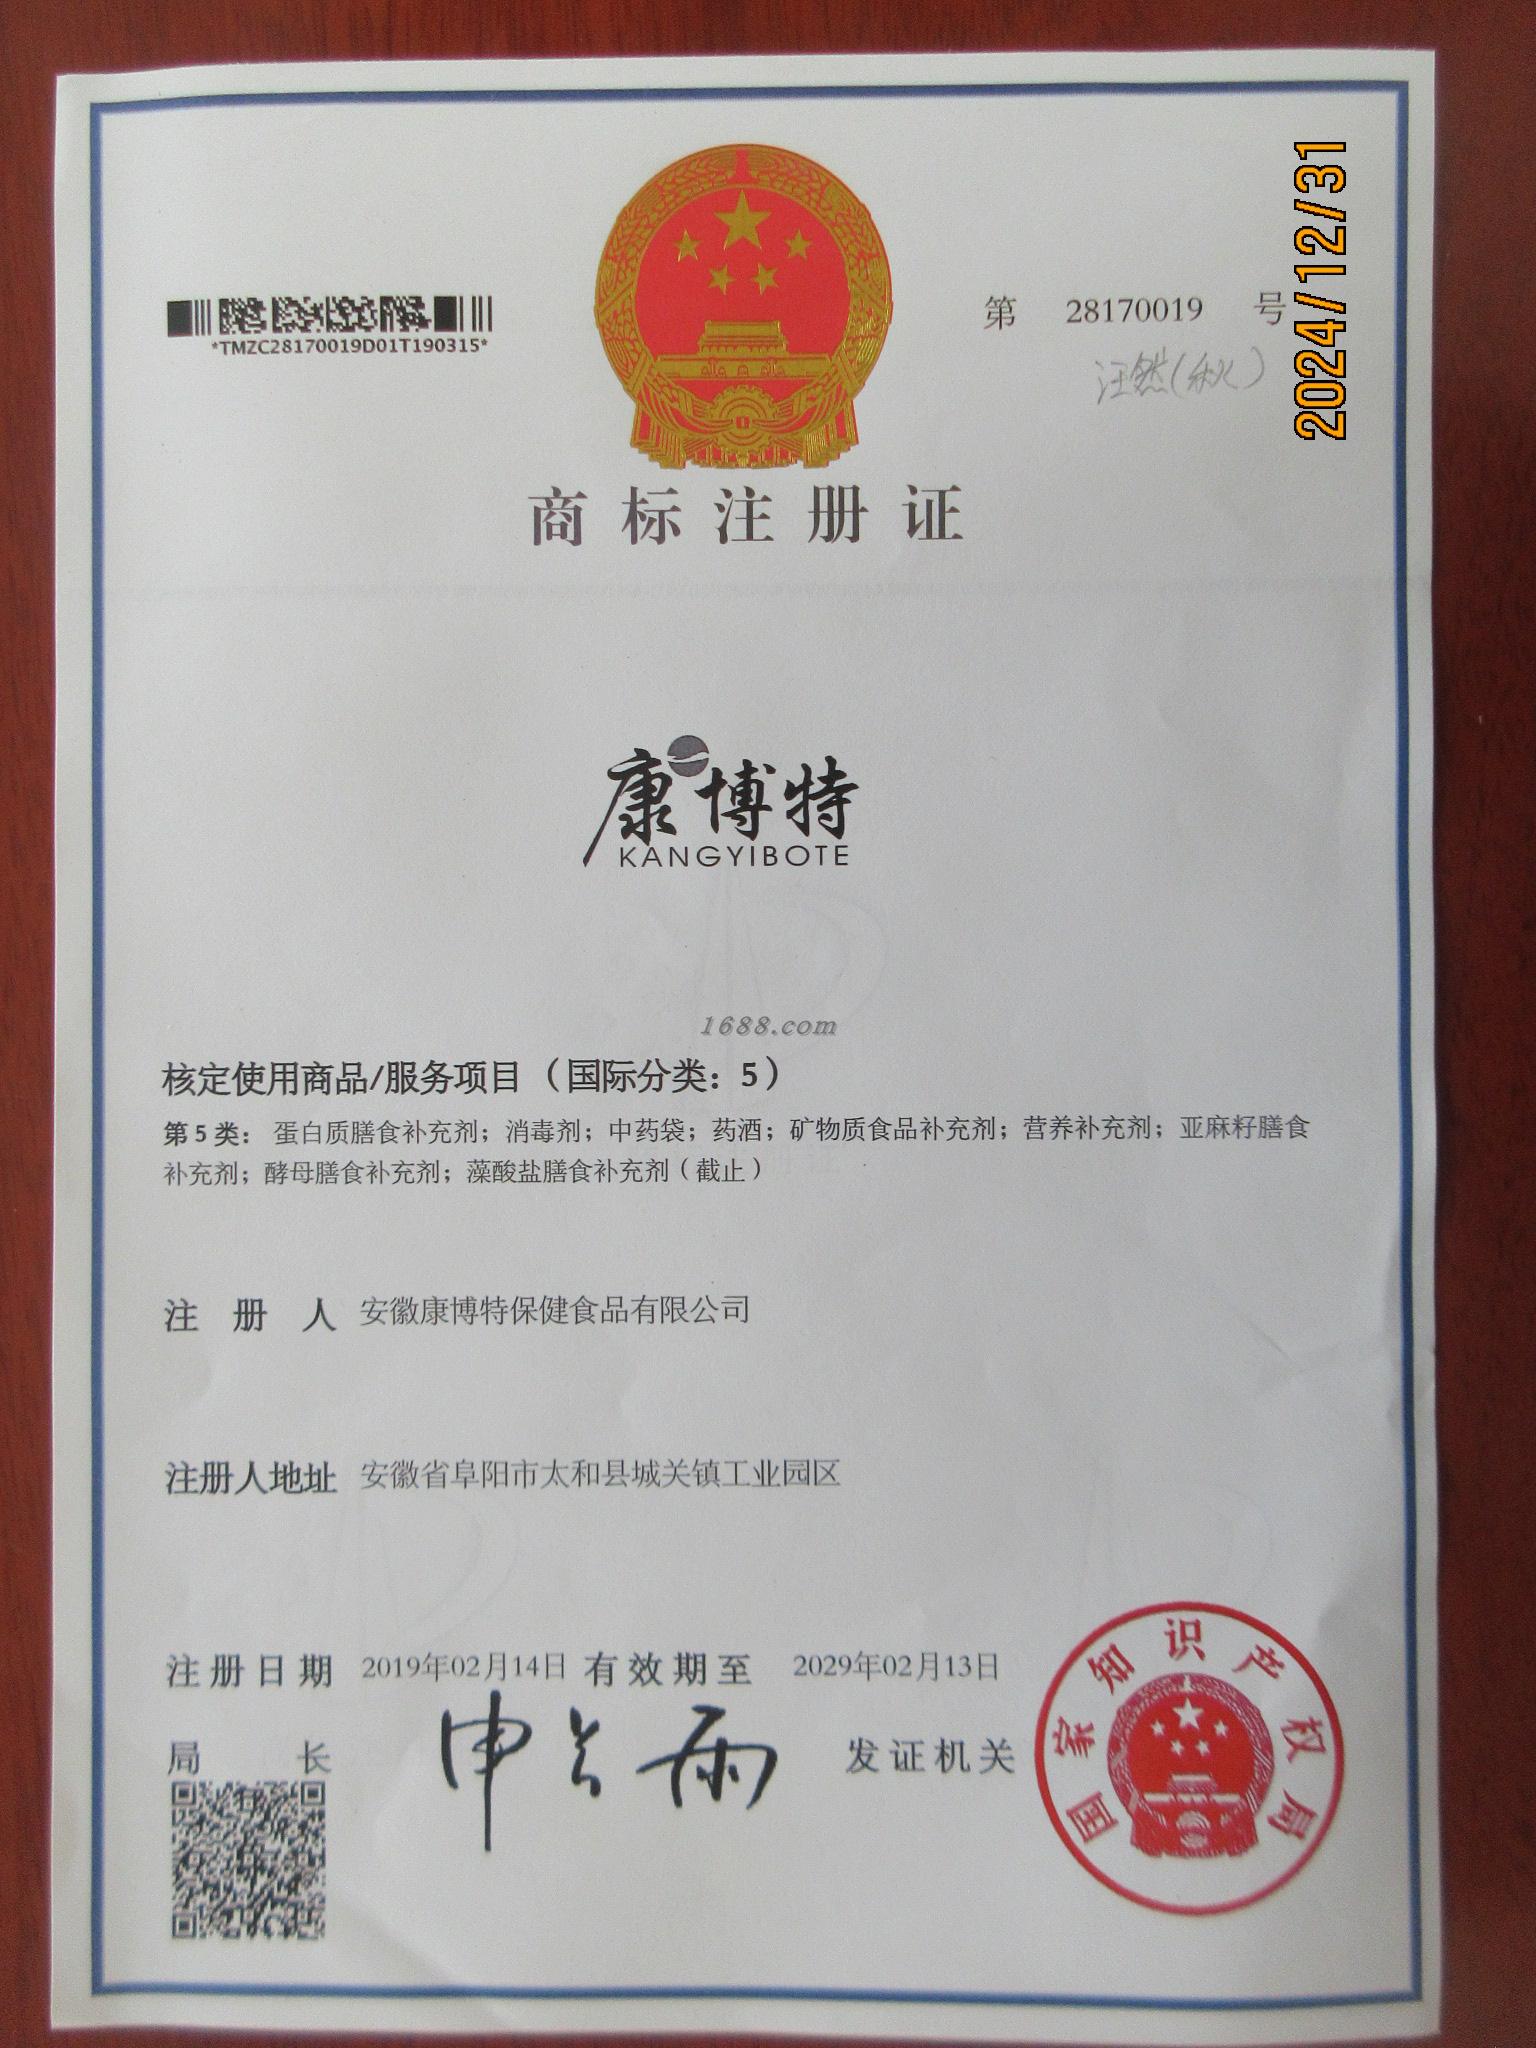 2024/12/31
*TMZC28170019D01T190315*
第 28170019 号
汪然(秋)
商标注册证
康博特
KANGYIBOTE
1688.com
核定使用商品/服务项目（国际分类：5）
第5类：蛋白质膳食补充剂；消毒剂；中药袋；药酒；矿物质食品补充剂；营养补充剂；亚麻籽膳食
补充剂；酵母膳食补充剂；藻酸盐膳食补充剂（截止）
注册人 安徽康博特保健食品有限公司
注册人地址 安徽省阜阳市太和县城关镇工业园区
注册日期 2019年02月14日 有效期至 2029年02月13日
局长 申长雨 发证机关
国家知识产权局